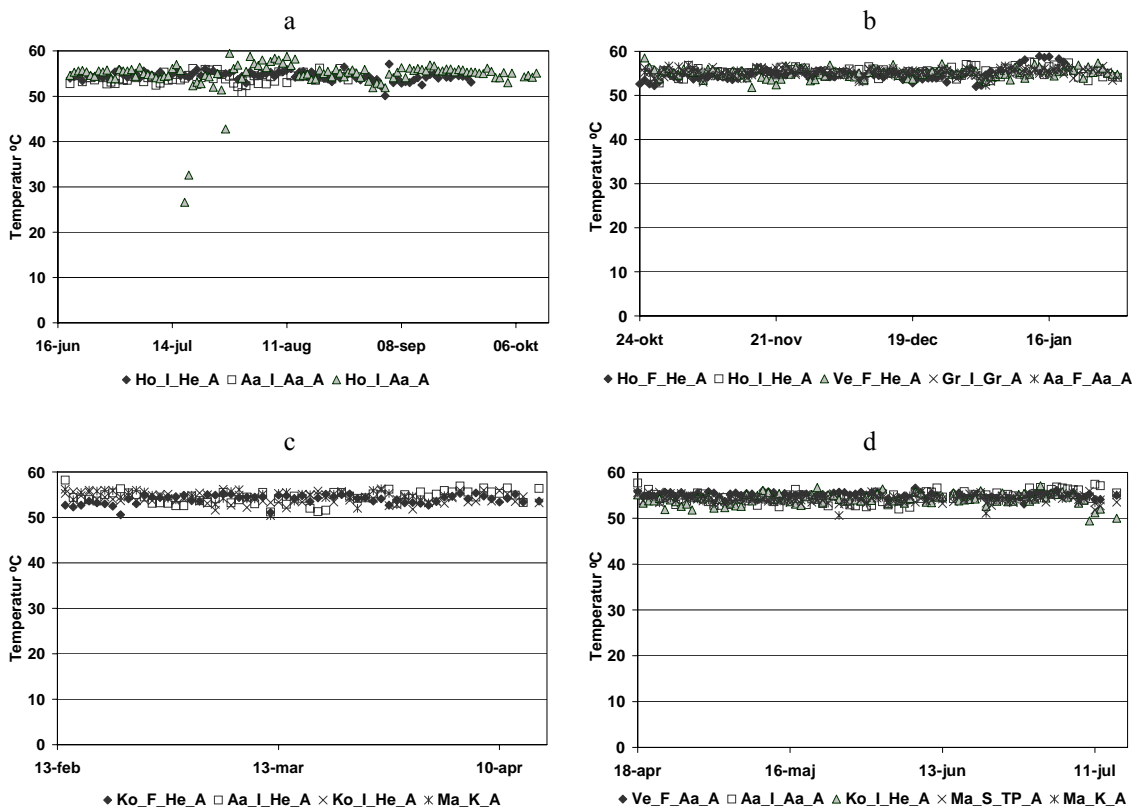 a
60
50
40
30
20
10
0
Temperatur ºC
16-jun 14-jul 11-aug 08-sep 06-okt
Ho_I_He_A Aa_I_Aa_A Ho_I_Aa_A
b
60
50
40
30
20
10
0
Temperatur ºC
24-okt 21-nov 19-dec 16-jan
Ho_F_He_A Ho_I_He_A Ve_F_He_A Gr_I_Gr_A Aa_F_Aa_A
c
60
50
40
30
20
10
0
Temperatur ºC
13-feb 13-mar 10-apr
Ko_F_He_A Aa_I_He_A Ko_I_He_A Ma_K_A
d
60
50
40
30
20
10
0
Temperatur ºC
18-apr 16-maj 13-jun 11-jul
Ve_F_Aa_A Aa_I_Aa_A Ko_I_He_A Ma_S_TP_A Ma_K_A